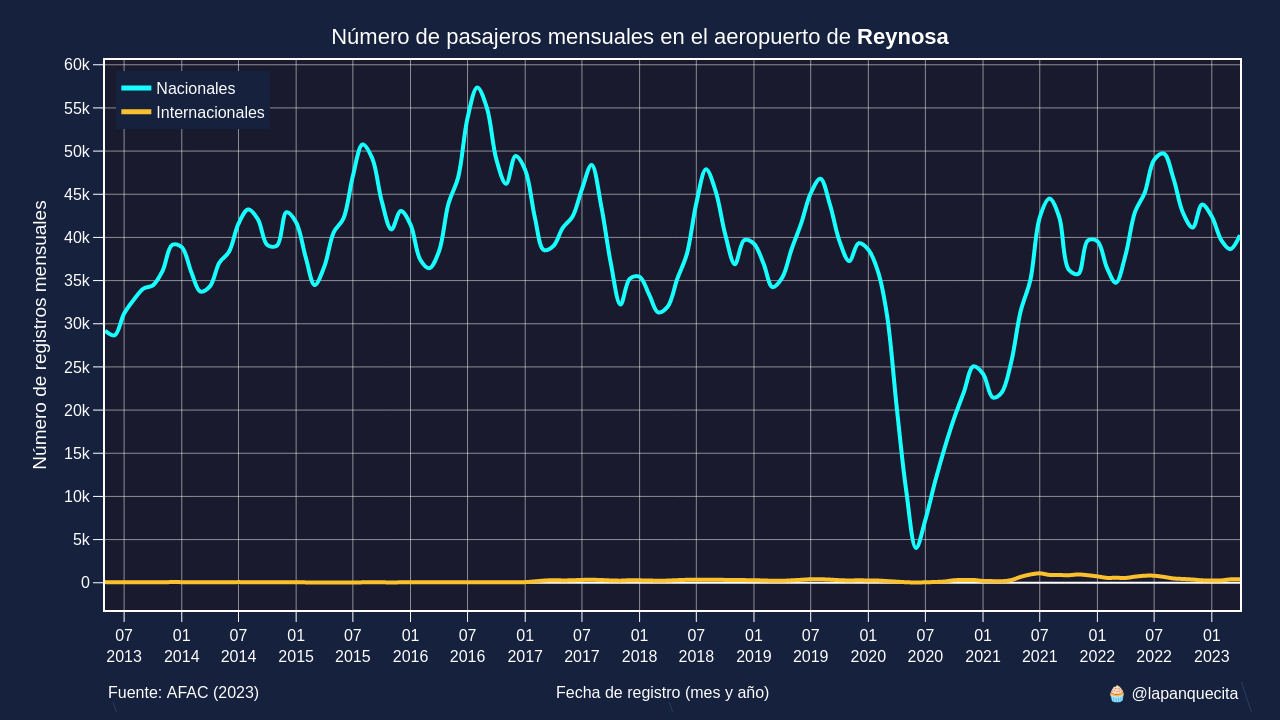 Número de pasajeros mensuales en el aeropuerto de Reynosa
Nacionales
Internacionales
Número de registros mensuales
60k
55k
50k
45k
40k
35k
30k
25k
20k
15k
10k
5k
0
07 01 07 01 07 01 07 01 07 01 07 01 07 01 07 01 07 01 07 01
2013 2014 2014 2015 2015 2016 2016 2017 2017 2018 2018 2019 2019 2020 2020 2021 2021 2022 2022 2023
Fuente: AFAC (2023)
Fecha de registro (mes y año)
🧁 @lapanquecita